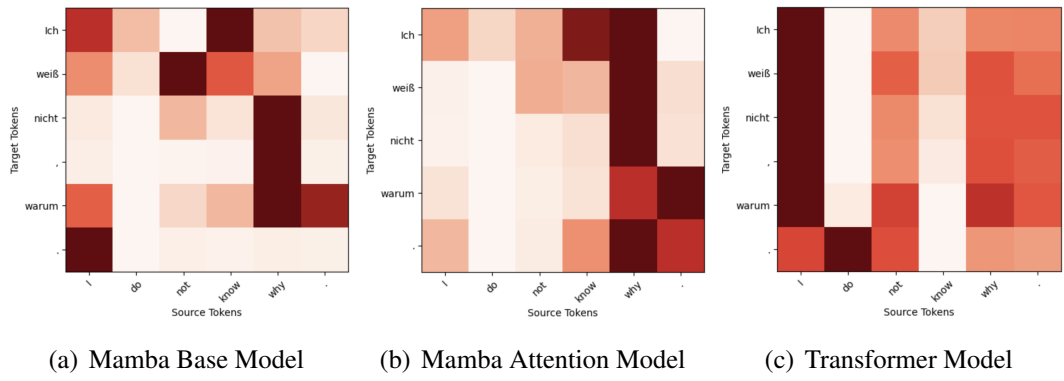 Ich
weiß
nicht
,
warum
.
Target Tokens
I
do
not
know
why
.
Source Tokens
(a) Mamba Base Model
Ich
weiß
nicht
,
warum
.
Target Tokens
I
do
not
know
why
.
Source Tokens
(b) Mamba Attention Model
Ich
weiß
nicht
,
warum
.
Target Tokens
I
do
not
know
why
.
Source Tokens
(c) Transformer Model